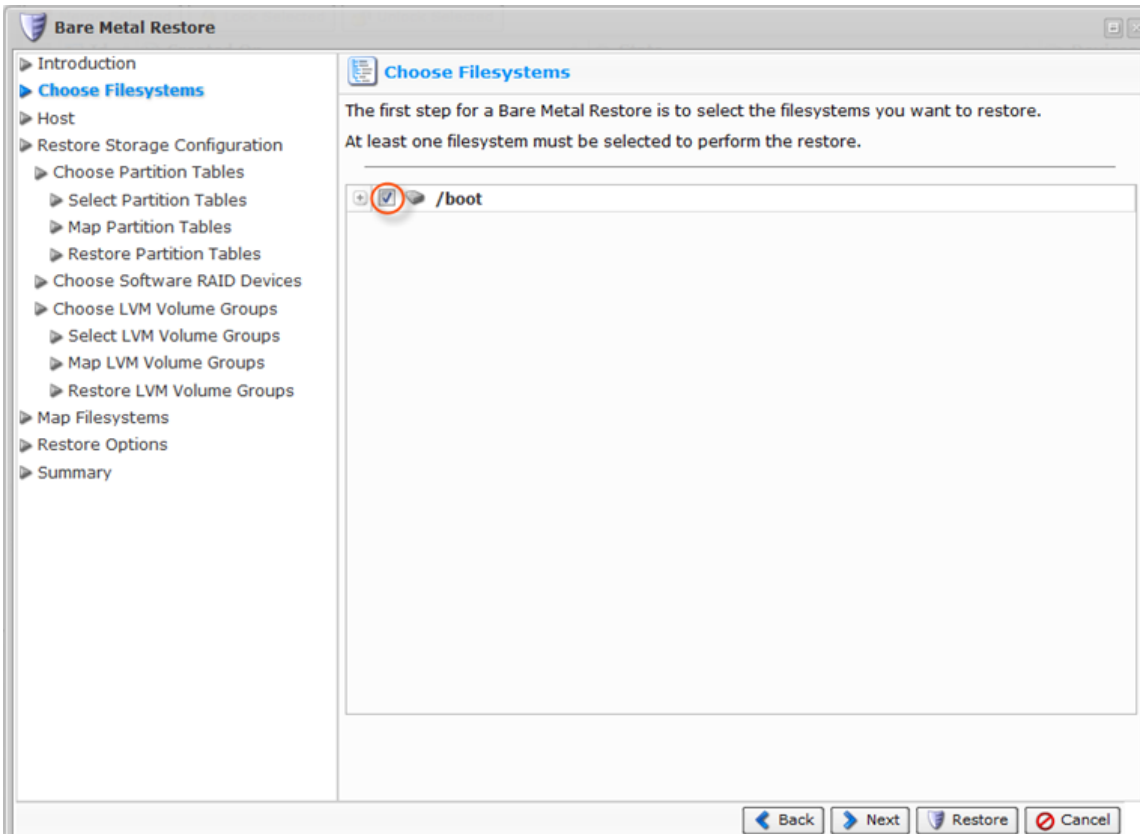 Bare Metal Restore
Introduction
Choose Filesystems
Host
Restore Storage Configuration
Choose Partition Tables
Select Partition Tables
Map Partition Tables
Restore Partition Tables
Choose Software RAID Devices
Choose LVM Volume Groups
Select LVM Volume Groups
Map LVM Volume Groups
Restore LVM Volume Groups
Map Filesystems
Restore Options
Summary
Choose Filesystems
The first step for a Bare Metal Restore is to select the filesystems you want to restore.
At least one filesystem must be selected to perform the restore.
/boot
Back Next Restore Cancel